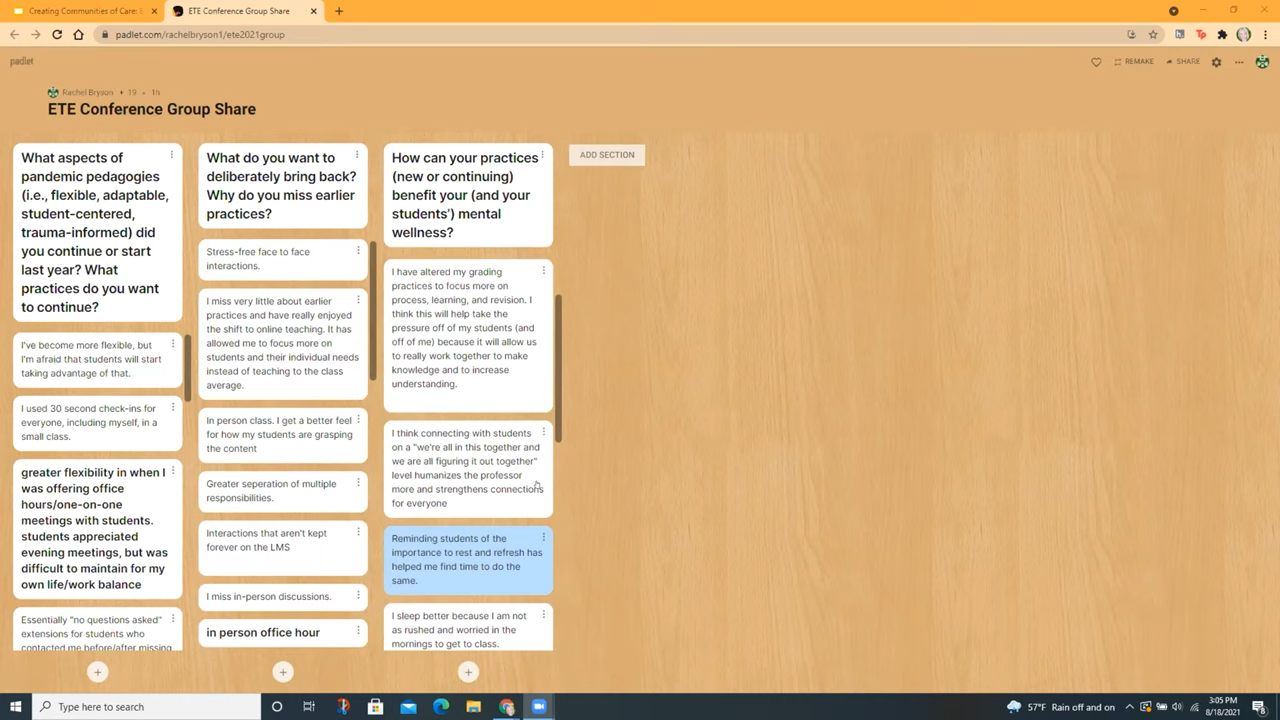 Creating Communities of Care: E
ETE Conference Group Share
padlet.com/rachelbryson1/ete2021group
padlet
REMAKE
SHARE
Rachel Bryson + 19 • 1h
ETE Conference Group Share
What aspects of
pandemic pedagogies
(i.e., flexible, adaptable,
student-centered,
trauma-informed) did
you continue or start
last year? What
practices do you want
to continue?
I've become more flexible, but
I'm afraid that students will start
taking advantage of that.
I used 30 second check-ins for
everyone, including myself, in a
small class.
greater flexibility in when I
was offering office
hours/one-on-one
meetings with students.
students appreciated
evening meetings, but was
difficult to maintain for my
own life/work balance
Essentially "no questions asked"
extensions for students who
contacted me before/after missing
What do you want to
deliberately bring back?
Why do you miss earlier
practices?
Stress-free face to face
interactions.
I miss very little about earlier
practices and have really enjoyed
the shift to online teaching. It has
allowed me to focus more on
students and their individual needs
instead of teaching to the class
average.
In person class. I get a better feel
for how my students are grasping
the content
Greater seperation of multiple
responsibilities.
Interactions that aren't kept
forever on the LMS
I miss in-person discussions.
in person office hour
How can your practices
(new or continuing)
benefit your (and your
students') mental
wellness?
I have altered my grading
practices to focus more on
process, learning, and revision. I
think this will help take the
pressure off of my students (and
off of me) because it will allow us
to really work together to make
knowledge and to increase
understanding.
I think connecting with students
on a "we're all in this together and
we are all figuring it out together"
level humanizes the professor
more and strengthens connections
for everyone
Reminding students of the
importance to rest and refresh has
helped me find time to do the
same.
I sleep better because I am not
as rushed and worried in the
mornings to get to class.
ADD SECTION
Type here to search
57°F Rain off and on
3:05 PM
8/18/2021